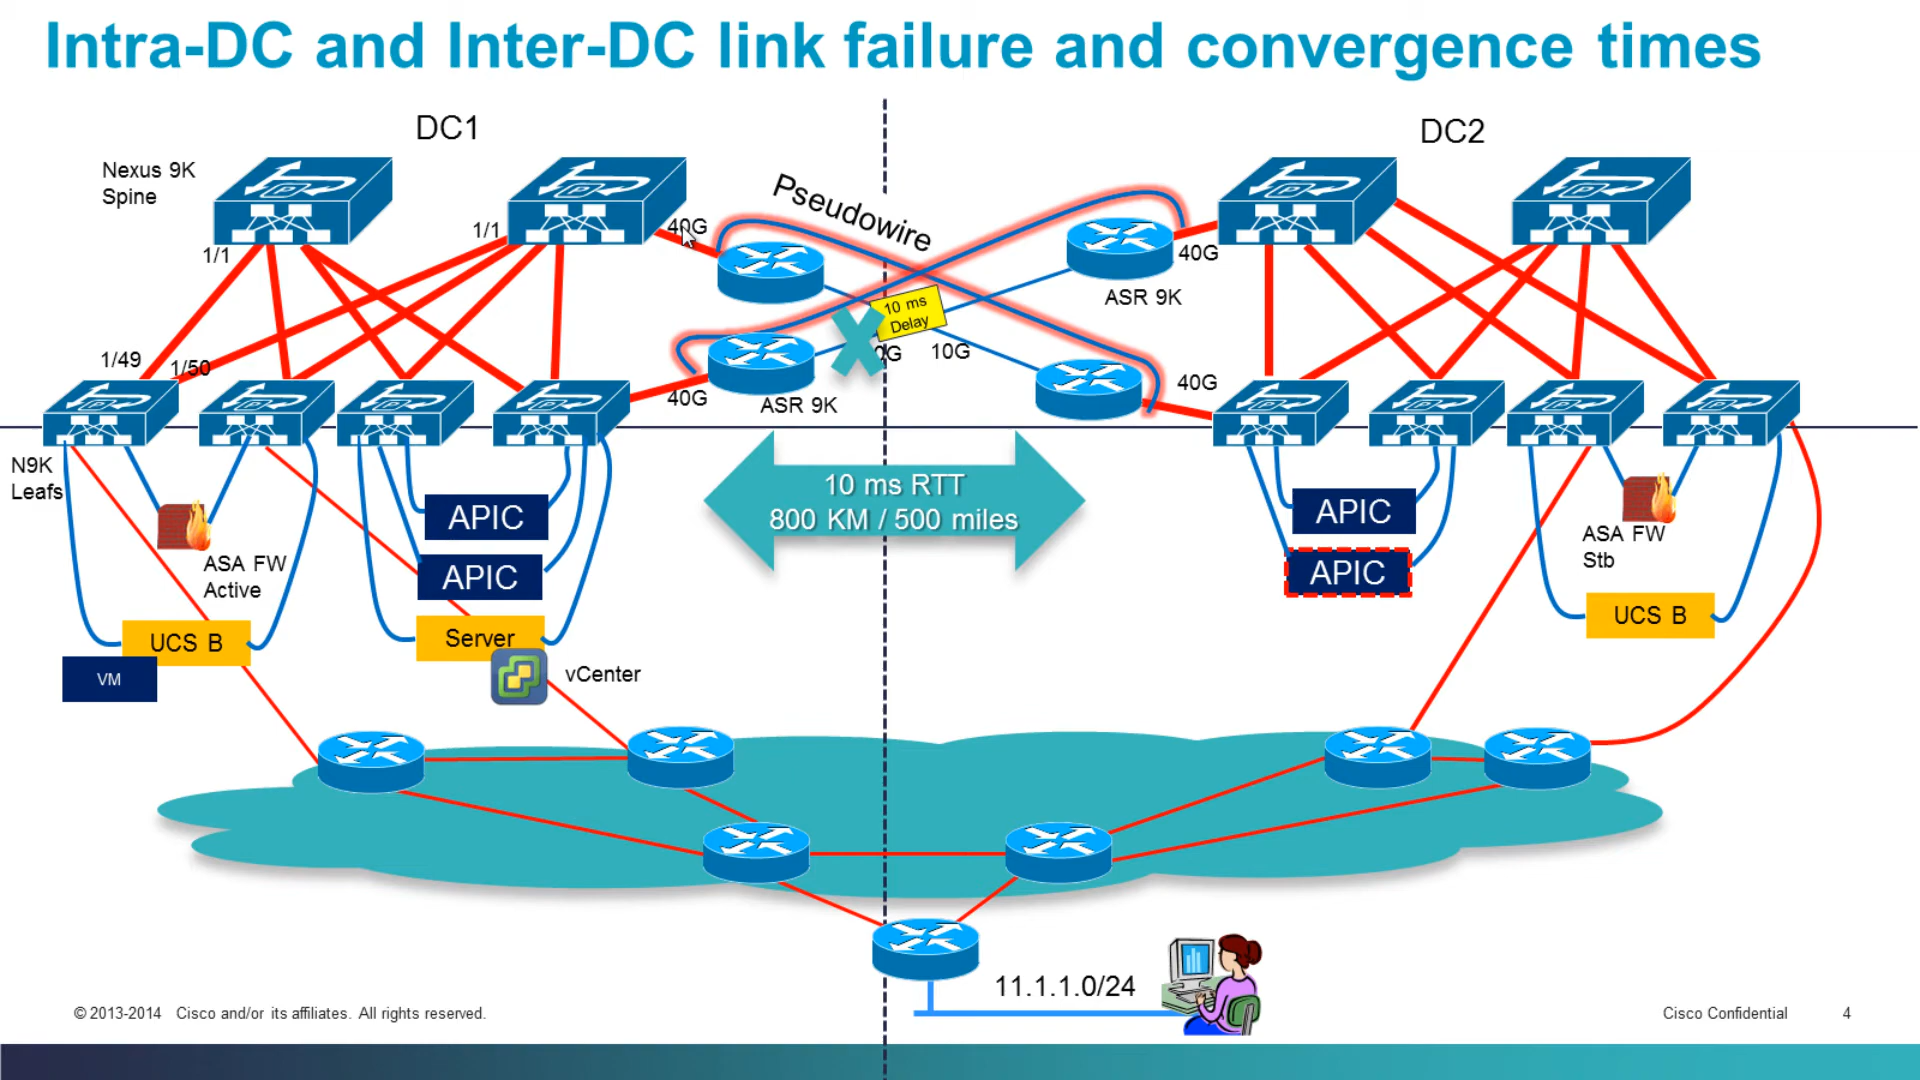 Intra-DC and Inter-DC link failure and convergence times
DC1
DC2
Nexus 9K
Spine
1/1
1/1
40G
Pseudowire
40G
ASR 9K
10 ms
Delay
10G
1/49
1/50
40G
ASR 9K
40G
N9K
Leafs
10 ms RTT
800 KM / 500 miles
APIC
APIC
ASA FW
Active
UCS B
VM
Server
vCenter
APIC
APIC
ASA FW
Stb
UCS B
11.1.1.0/24
© 2013-2014 Cisco and/or its affiliates. All rights reserved.
Cisco Confidential
4